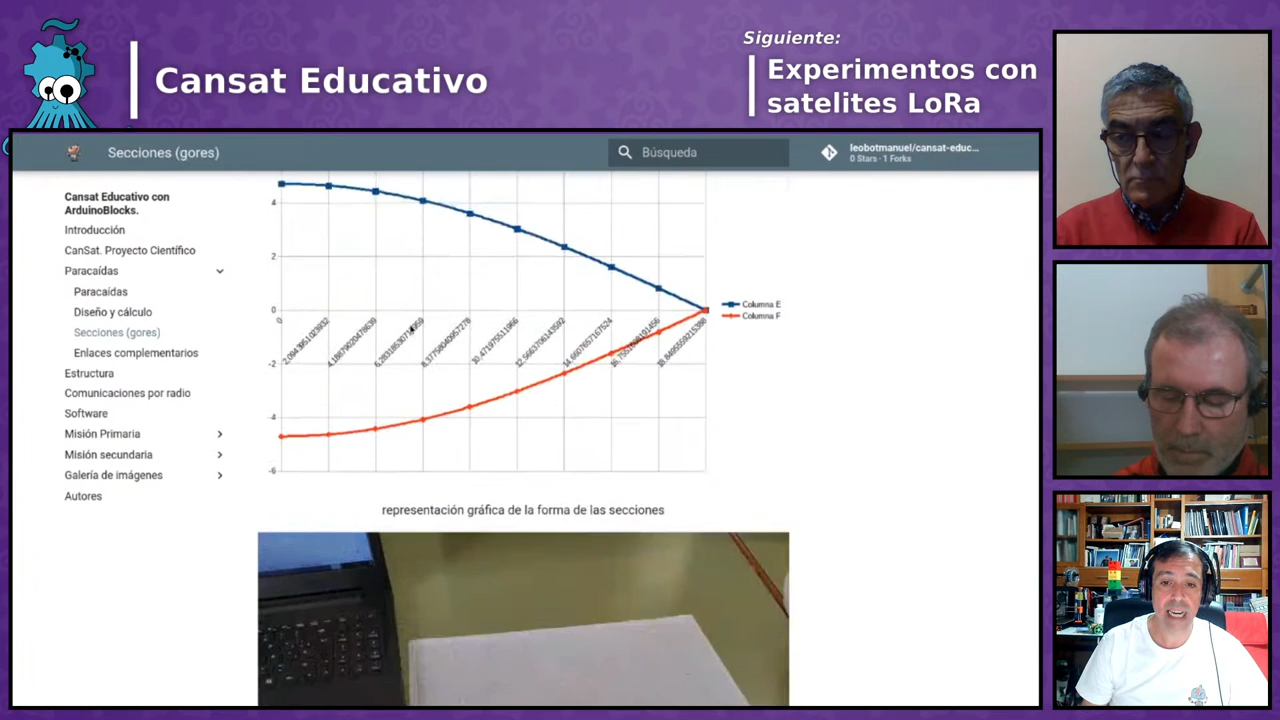 Cansat Educativo
Siguiente:
Experimentos con
satelites LoRa
Secciones (gores)
Búsqueda
leobotmanuel/cansat-educ...
0 Stars · 1 Forks
Cansat Educativo con
ArduinoBlocks.
Introducción
CanSat. Proyecto Científico
Paracaídas
Paracaídas
Diseño y cálculo
Secciones (gores)
Enlaces complementarios
Estructura
Comunicaciones por radio
Software
Misión Primaria
Misión secundaria
Galería de imágenes
Autores
4
2
0
-2
-4
-6
0
Columna E
Columna F
representación gráfica de la forma de las secciones